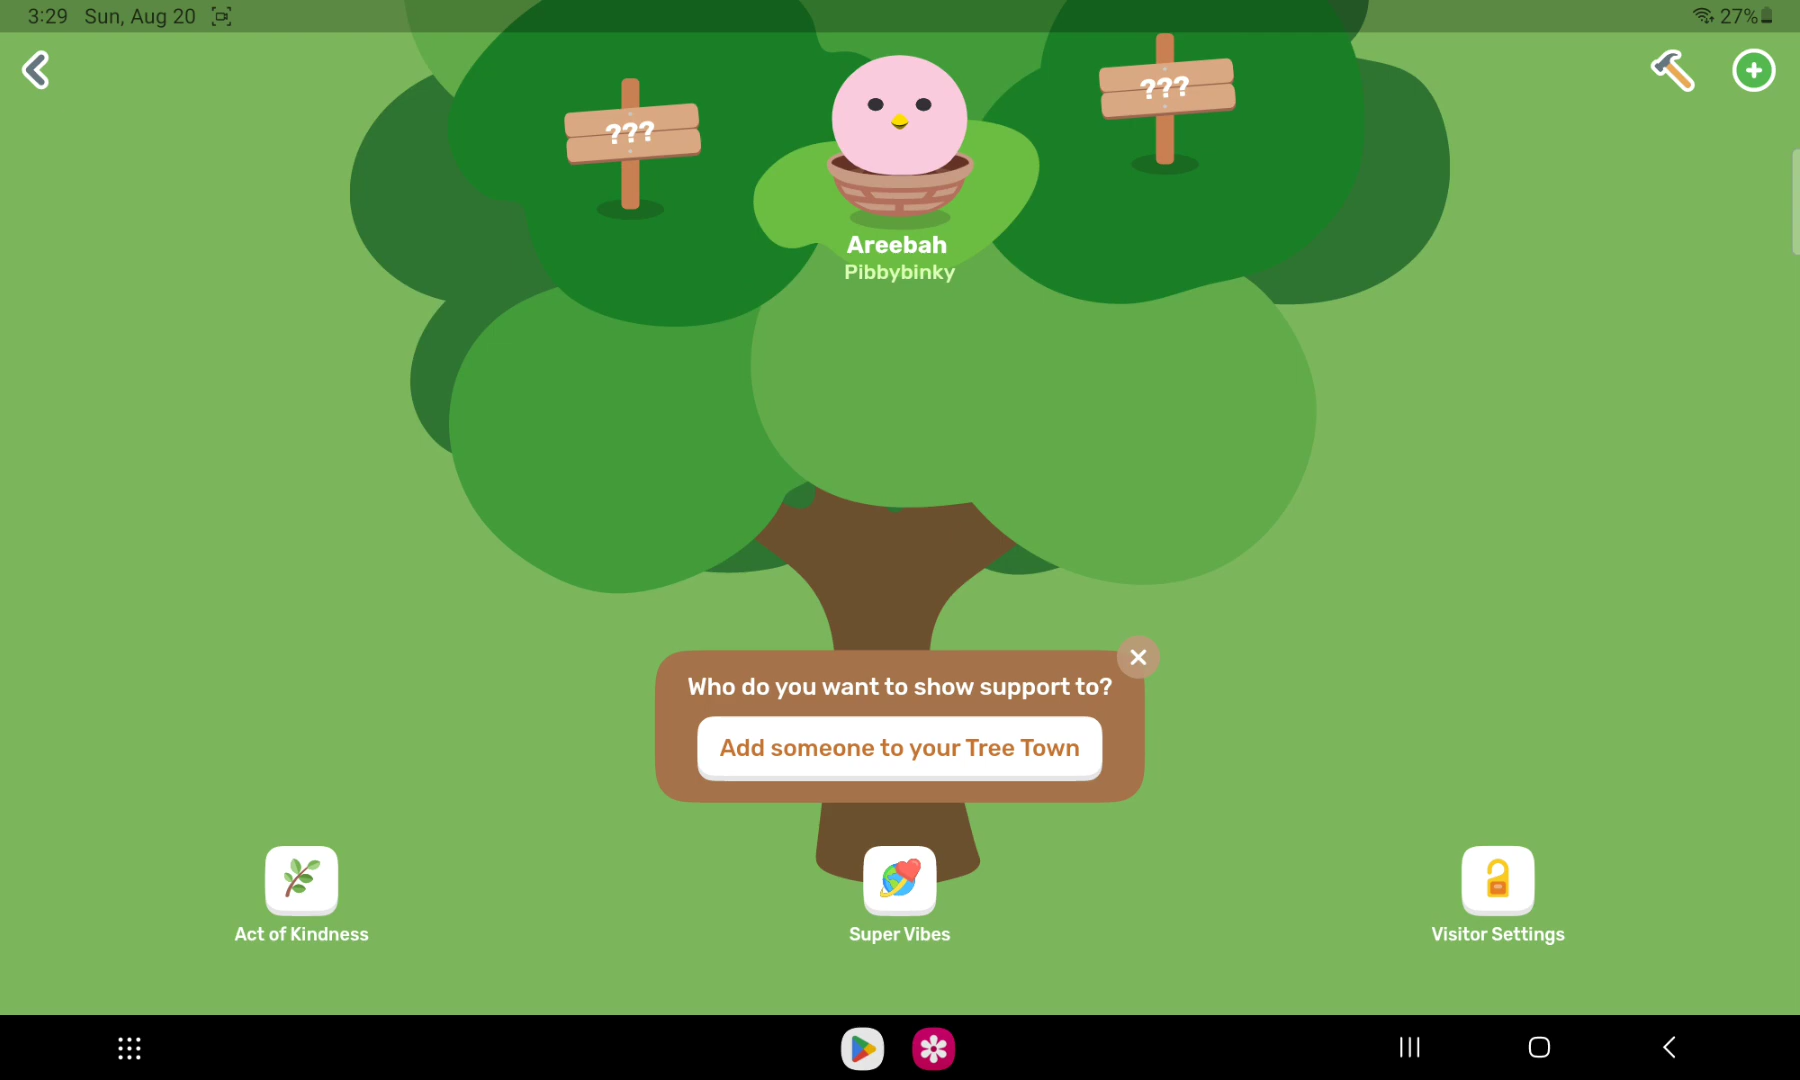 3:29 Sun, Aug 20
27%
???
???
Areebah
Pibbybinky
Who do you want to show support to?
Add someone to your Tree Town
Act of Kindness
Super Vibes
Visitor Settings